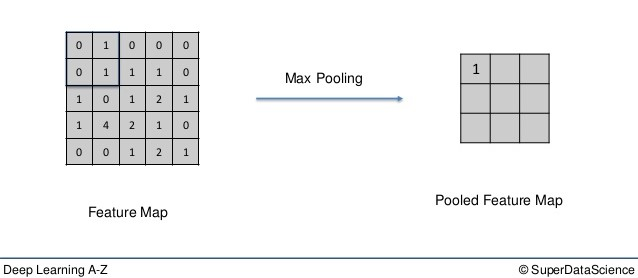 0 1 0 0 0
0 1 1 1 0
1 0 1 2 1
1 4 2 1 0
0 0 1 2 1
Max Pooling
1
Feature Map
Pooled Feature Map
Deep Learning A-Z
© SuperDataScience